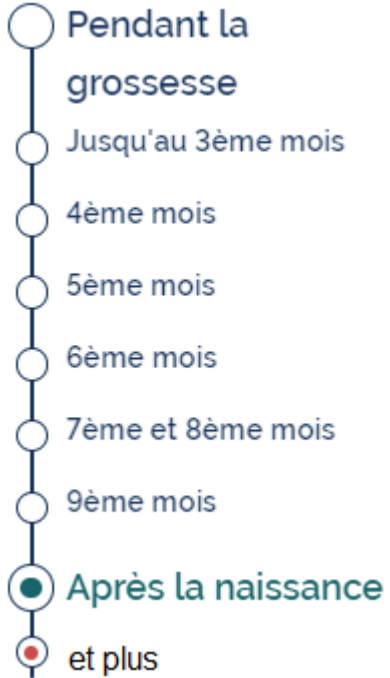 Pendant la
grossesse
Jusqu'au 3ème mois
4ème mois
5ème mois
6ème mois
7ème et 8ème mois
9ème mois
Après la naissance
et plus